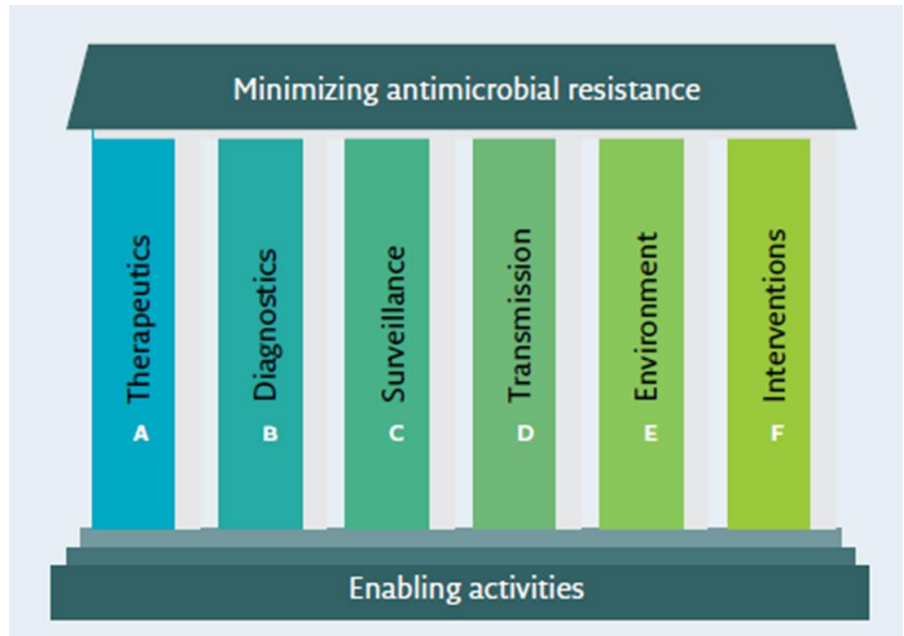 Minimizing antimicrobial resistance
Therapeutics
A
Diagnostics
B
Surveillance
C
Transmission
D
Environment
E
Interventions
F
Enabling activities